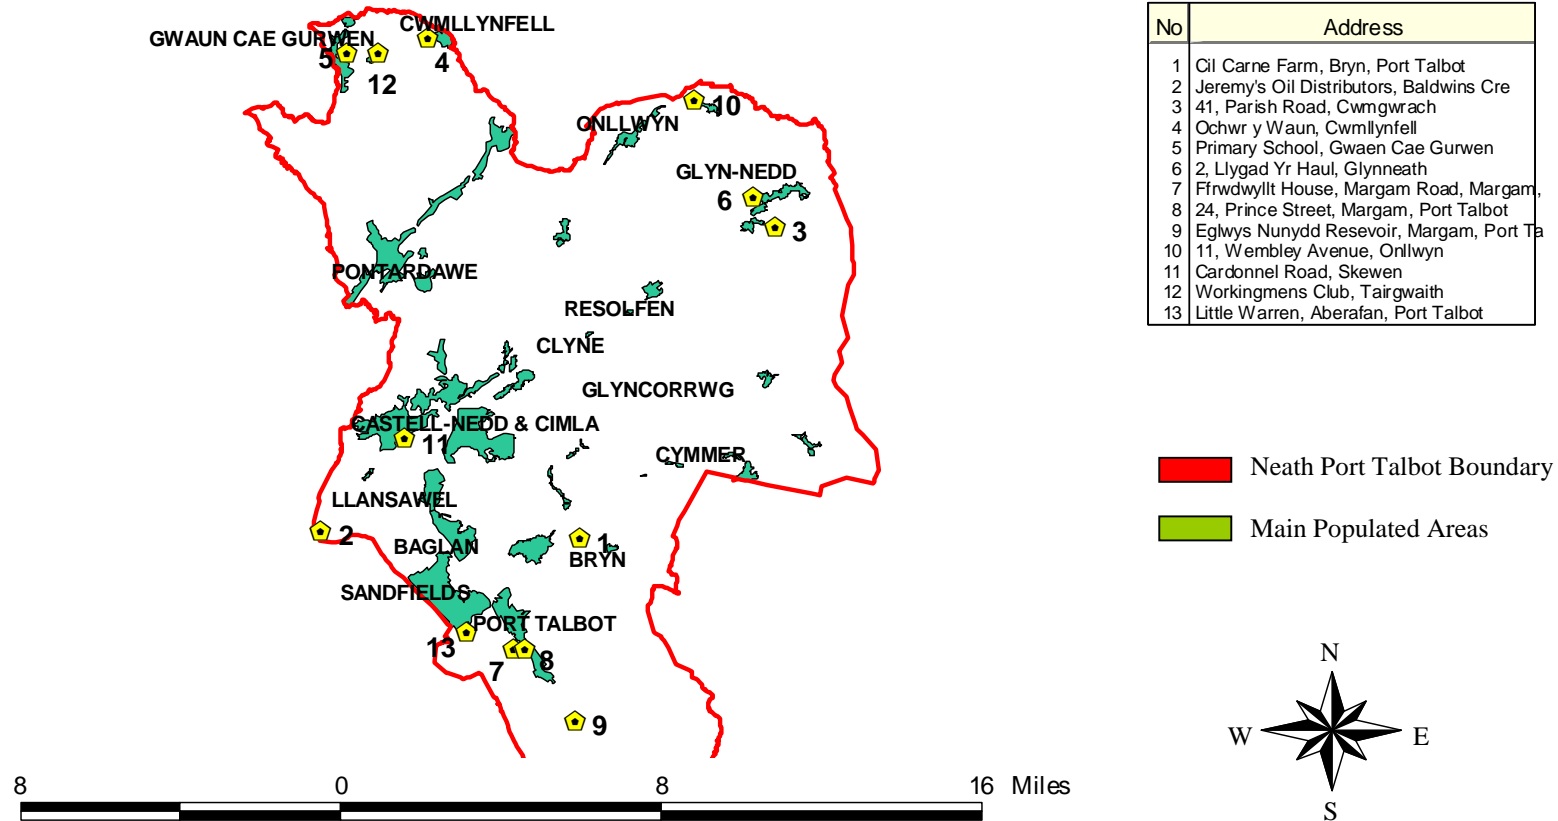 CWMLLYNFELL
GWAUN CAE GURWEN
5
4
12
10
ONLLWYN
GLYN-NEDD
6
3
PONTARDAWE
RESOLFEN
CLYNE
GLYNCORRWG
CASTELL-NEDD & CIMLA
11
CYMMER
LLANSAWEL
2
1
BAGLAN
BRYN
SANDFIELDS
PORT TALBOT
13
7
8
9
8 0 8 16 Miles
No Address
1 Cil Carne Farm, Bryn, Port Talbot
2 Jeremy's Oil Distributors, Baldwins Cre
3 41, Parish Road, Cwmgwrach
4 Ochwr y Waun, Cwmllynfell
5 Primary School, Gwaen Cae Gurwen
6 2, Llygad Yr Haul, Glynneath
7 Ffrwdwyllt House, Margam Road, Margam,
8 24, Prince Street, Margam, Port Talbot
9 Eglwys Nunydd Resevoir, Margam, Port Ta
10 11, Wembley Avenue, Onllwyn
11 Cardonnel Road, Skewen
12 Workingmens Club, Tairgwaith
13 Little Warren, Aberafan, Port Talbot
Neath Port Talbot Boundary
Main Populated Areas
N
W E
S